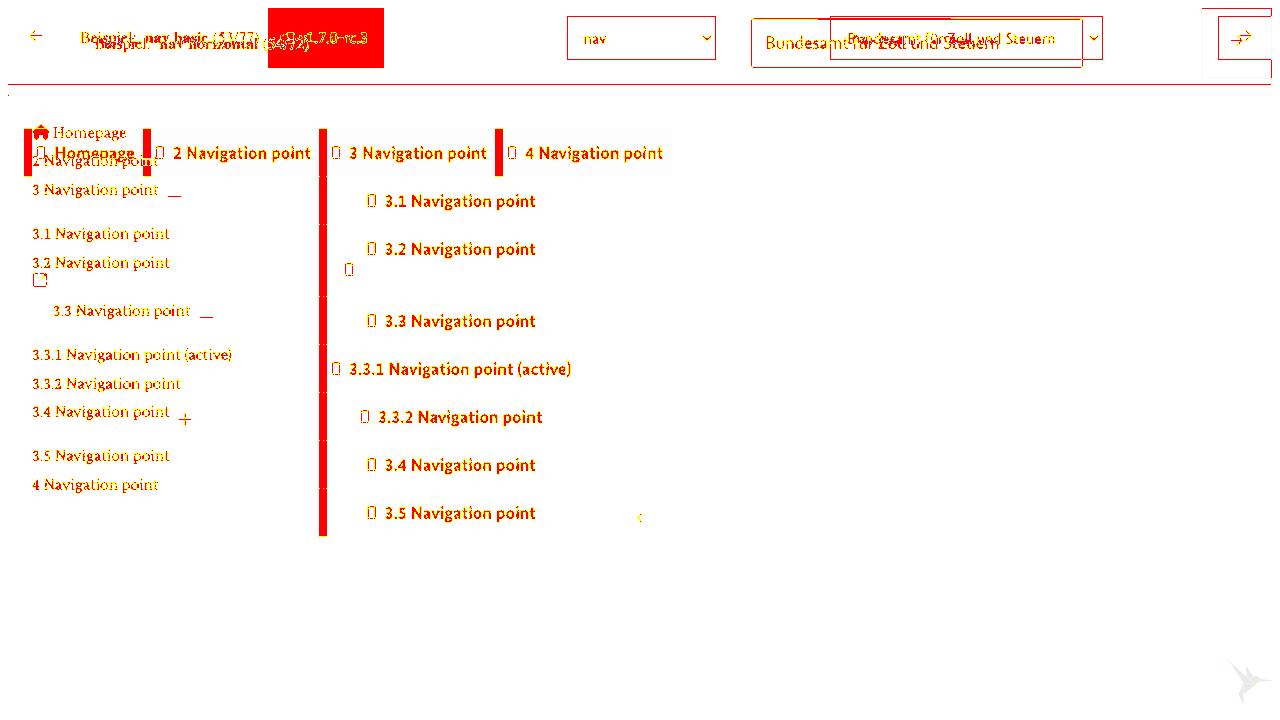 Beispiel: nav basic (53/77) v1.7.0-rc.3
Beispiel: nav horizontal (54/72)
nav
Bundesamt für Zoll und Steuern
Bundesamt für Zoll und Steuern
Homepage
Homepage
2 Navigation point
3 Navigation point
4 Navigation point
2 Navigation point
3 Navigation point
3.1 Navigation point
3.1 Navigation point
3.2 Navigation point
3.2 Navigation point
3.3 Navigation point
3.3 Navigation point
3.3.1 Navigation point (active)
3.3.1 Navigation point (active)
3.3.2 Navigation point
3.3.2 Navigation point
3.4 Navigation point
3.4 Navigation point
3.5 Navigation point
3.5 Navigation point
4 Navigation point